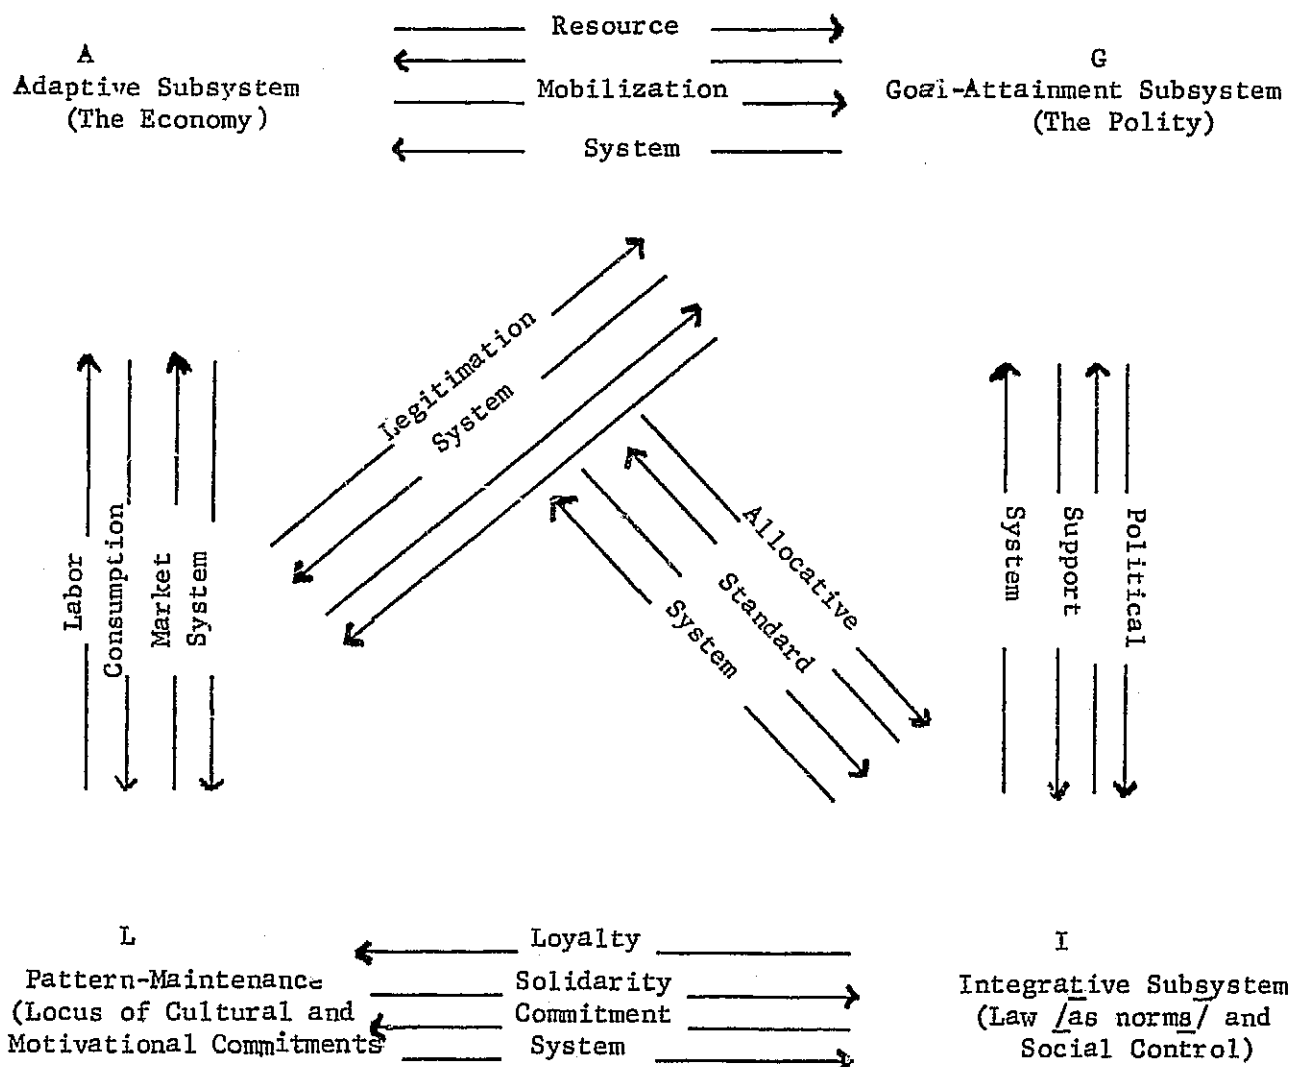 Resource
A
G
Adaptive Subsystem
Mobilization
Goal-Attainment Subsystem
(The Economy)
(The Polity)
System
Legitimation
System
Labor
Consumption
Market
System
Allocative
Standard
System
System
Support
Political
L
Loyalty
I
Pattern-Maintenance
Solidarity
Integrative Subsystem
(Locus of Cultural and
Commitment
(Law /as norms/ and
Motivational Commitments
System
Social Control)